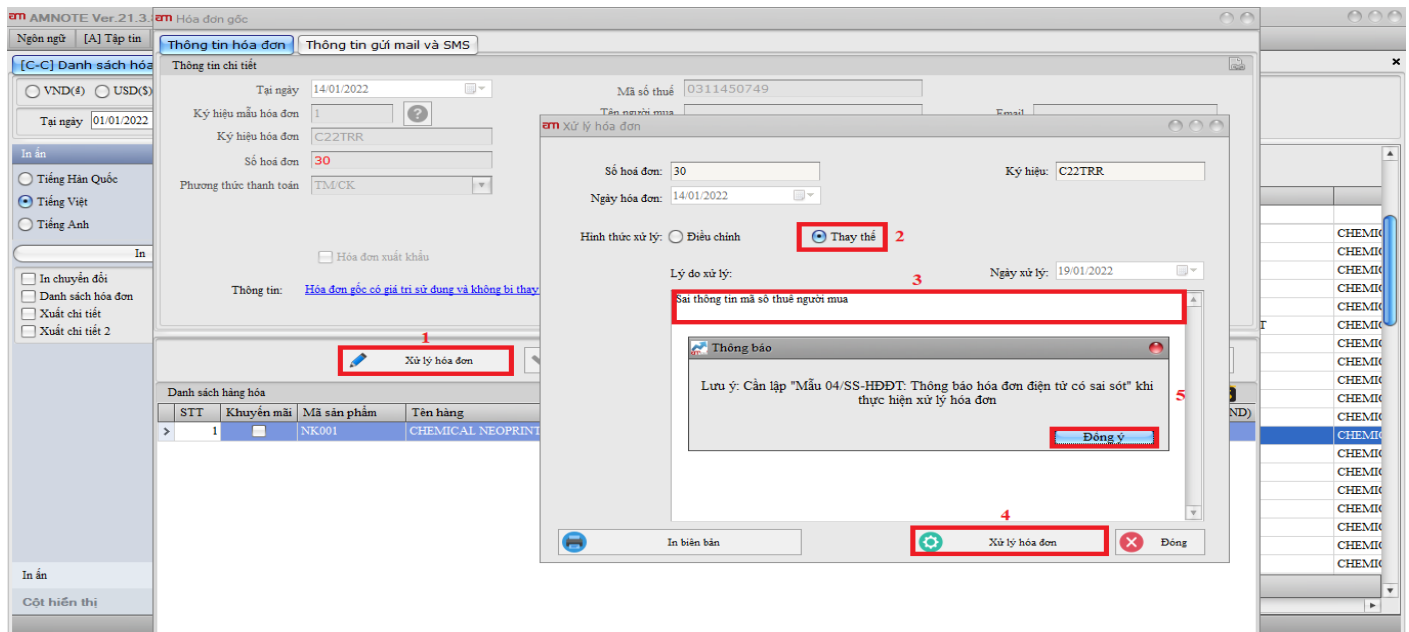 am AMNOTE Ver.21.3.
am Hóa đơn gốc
Ngôn ngữ [A] Tập tin
Thông tin hóa đơn Thông tin gửi mail và SMS
[C-C] Danh sách hóa
Thông tin chi tiết
VND(đ) USD($)
Tại ngày 01/01/2022
Tại ngày 14/01/2022
Mã số thuế 0311450749
Ký hiệu mẫu hóa đơn 1
Tên người mua
Email
Ký hiệu hóa đơn C22TRR
Số hoá đơn 30
Phương thức thanh toán TM/CK
Hóa đơn xuất khẩu
Thông tin: Hóa đơn gốc có giá trị sử dụng và không bị thay
In ấn
Tiếng Hàn Quốc
Tiếng Việt
Tiếng Anh
In
In chuyển đổi
Danh sách hóa đơn
Xuất chi tiết
Xuất chi tiết 2
In ấn
Cột hiển thị
1
Xử lý hóa đơn
Danh sách hàng hóa
STT Khuyến mãi Mã sản phẩm Tên hàng
ND)
1 NK001 CHEMICAL NEOPRINT
am Xử lý hóa đơn
Số hoá đơn: 30
Ký hiệu: C22TRR
Ngày hóa đơn: 14/01/2022
Hình thức xử lý: Điều chỉnh Thay thế 2
Lý do xử lý:
3
Ngày xử lý: 19/01/2022
Sai thông tin mã số thuế người mua
Thông báo
Lưu ý: Cần lập "Mẫu 04/SS-HĐĐT: Thông báo hóa đơn điện tử có sai sót" khi
thực hiện xử lý hóa đơn
5
Đồng ý
4
In biên bản
Xử lý hóa đơn
Đóng
CHEMIC
CHEMIC
CHEMIC
CHEMIC
CHEMIC
T CHEMIC
CHEMIC
CHEMIC
CHEMIC
CHEMIC
CHEMIC
CHEMIC
CHEMIC
CHEMIC
CHEMIC
CHEMIC
CHEMIC
CHEMIC
CHEMIC